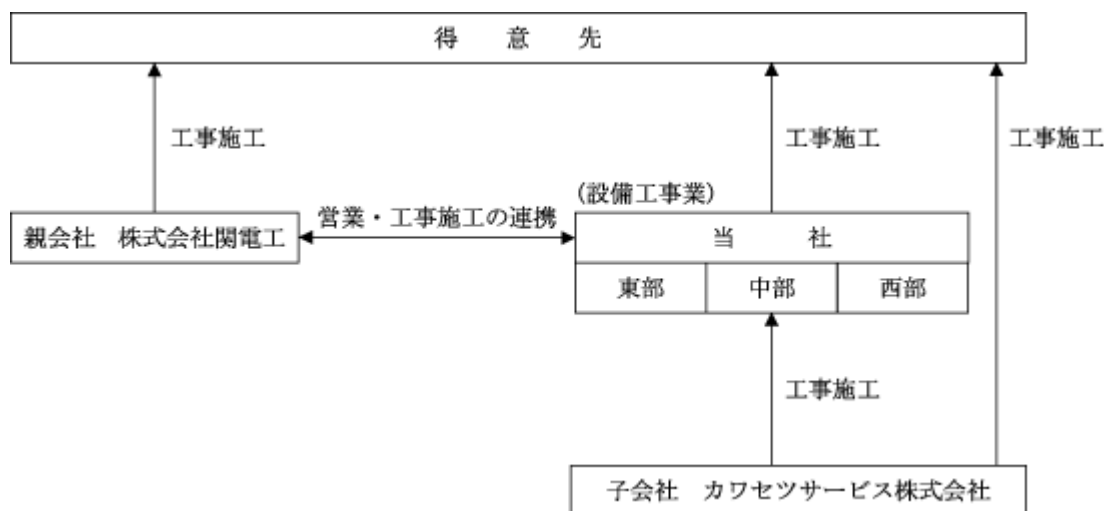 得　意　先
工事施工
工事施工
工事施工
(設備工事業)
営業・工事施工の連携
親会社　株式会社関電工
当　社
東部
中部
西部
工事施工
子会社　カワセツサービス株式会社